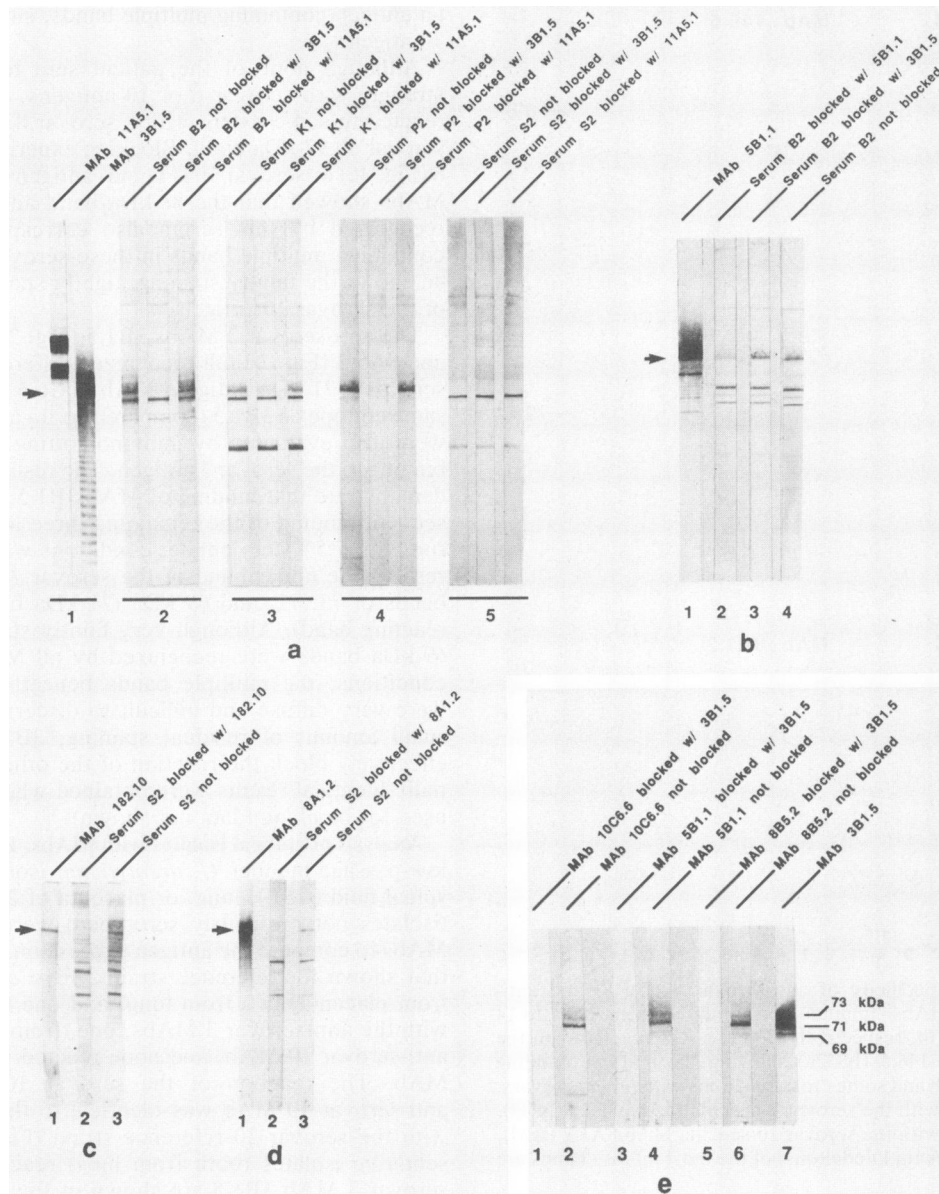 MAb 11A5.1
MAb 3B1.5
Serum B2 not blocked
Serum B2 blocked w/ 3B1.5
Serum B2 blocked w/ 11A5.1
Serum K1 not blocked
Serum K1 blocked w/ 3B1.5
Serum K1 blocked w/ 11A5.1
Serum P2 not blocked
Serum P2 blocked w/ 3B1.5
Serum P2 blocked w/ 11A5.1
Serum S2 not blocked
Serum S2 blocked w/ 3B1.5
Serum S2 blocked w/ 11A5.1
1 2 3 4 5
a
MAb 5B1.1
Serum B2 blocked w/ 5B1.1
Serum B2 blocked w/ 3B1.5
Serum B2 not blocked
1 2 3 4
b
MAb 182.10
Serum S2 blocked w/ 182.10
Serum S2 not blocked
1 2 3
c
MAb 8A1.2
Serum S2 blocked 8A1.2
Serum S2 not blocked
1 2 3
d
MAb blocked w/ 3B1.5
MAb not blocked
MAb 5B1.1 blocked w/ 3B1.5
MAb 5B1.1 not blocked
MAb 8B5.2 blocked w/ 3B1.5
MAb 8B5.2 not blocked
MAb 3B1.5
73 kDa
71 kDa
69 kDa
1 2 3 4 5 6 7
e